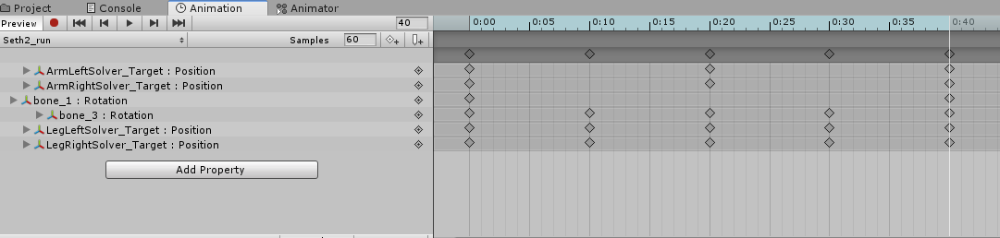 Project Console Animation Animator
Preview 40 0:00 0:05 0:10 0:15 0:20 0:25 0:30 0:35 0:40
Seth2_run Samples 60
ArmLeftSolver_Target : Position
ArmRightSolver_Target : Position
bone_1 : Rotation
bone_3 : Rotation
LegLeftSolver_Target : Position
LegRightSolver_Target : Position
Add Property